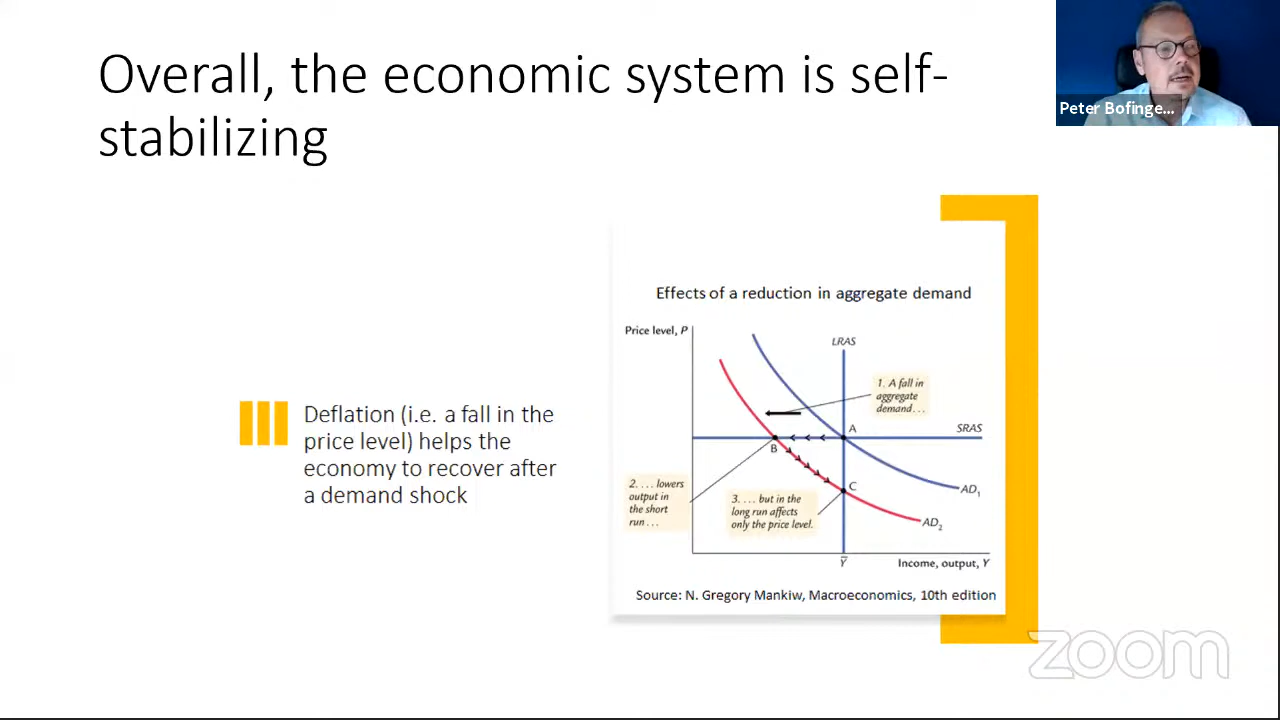 Overall, the economic system is self-
stabilizing
Peter Bofinge...
Deflation (i.e. a fall in the
price level) helps the
economy to recover after
a demand shock
Effects of a reduction in aggregate demand
Price level, P
LRAS
1. A fall in
aggregate
demand...
A
SRAS
B
2. ... lowers
output in
the short
run...
3. ... but in the
long run affects
only the price level.
C
AD1
AD2
Y̅
Income, output, Y
Source: N. Gregory Mankiw, Macroeconomics, 10th edition
zoom